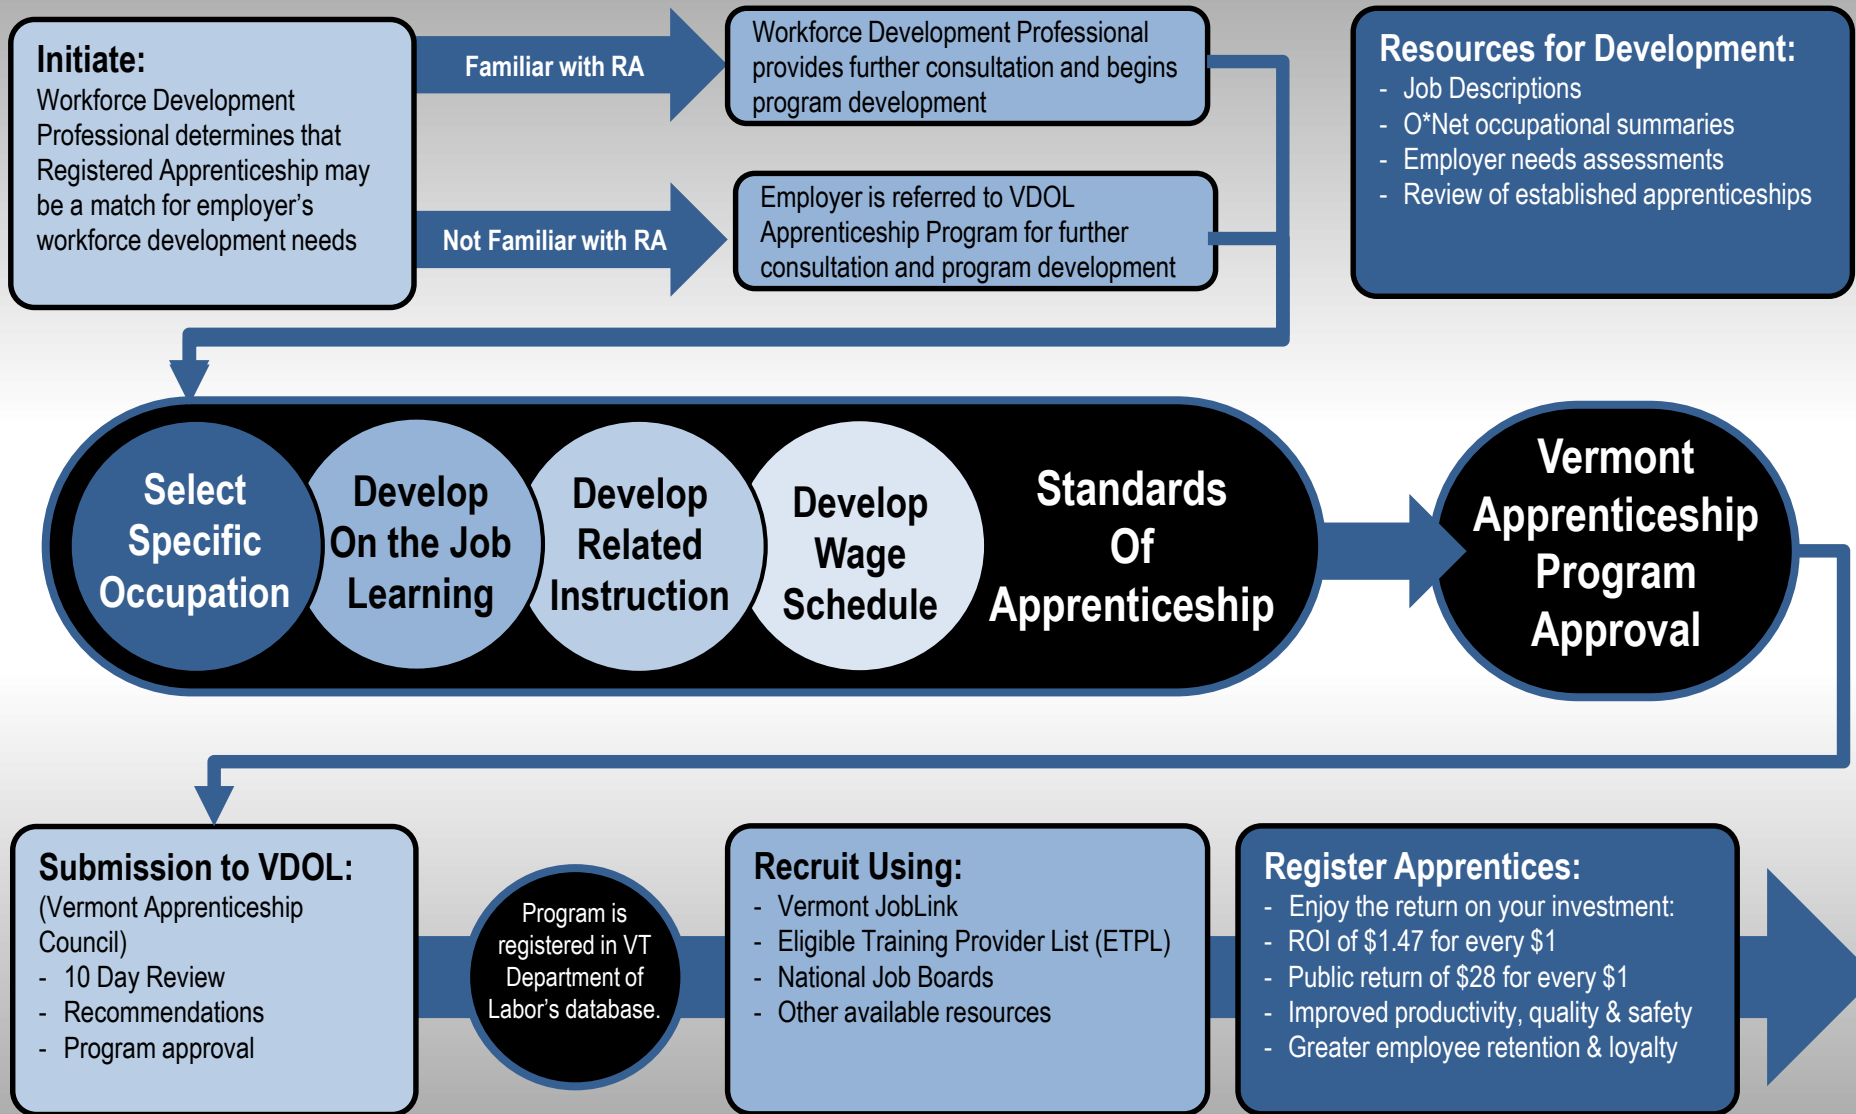 Initiate:
Workforce Development
Professional determines that
Registered Apprenticeship may
be a match for employer's
workforce development needs
Familiar with RA
Not Familiar with RA
Workforce Development Professional
provides further consultation and begins
program development
Employer is referred to VDOL
Apprenticeship Program for further
consultation and program development
Resources for Development:
- Job Descriptions
- O*Net occupational summaries
- Employer needs assessments
- Review of established apprenticeships
Select
Specific
Occupation
Develop
On the Job
Learning
Develop
Related
Instruction
Develop
Wage
Schedule
Standards
Of
Apprenticeship
Vermont
Apprenticeship
Program
Approval
Submission to VDOL:
(Vermont Apprenticeship
Council)
- 10 Day Review
- Recommendations
- Program approval
Program is
registered in VT
Department of
Labor's database.
Recruit Using:
- Vermont JobLink
- Eligible Training Provider List (ETPL)
- National Job Boards
- Other available resources
Register Apprentices:
- Enjoy the return on your investment:
- ROI of $1.47 for every $1
- Public return of $28 for every $1
- Improved productivity, quality & safety
- Greater employee retention & loyalty